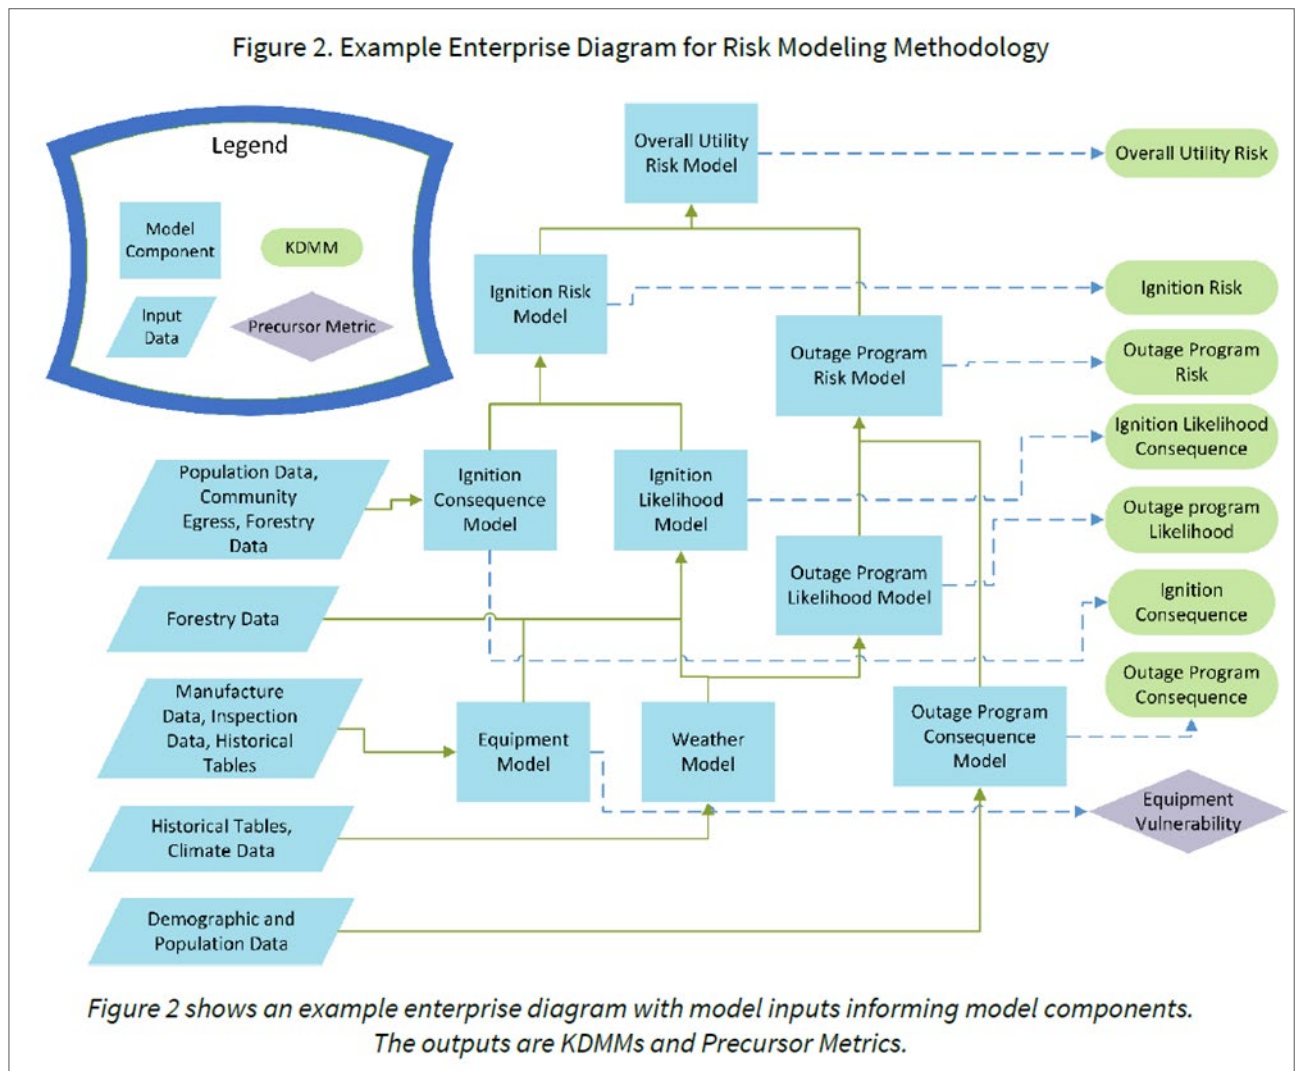 Figure 2. Example Enterprise Diagram for Risk Modeling Methodology
Legend
Model
Component
KDMM
Input
Data
Precursor Metric
Overall Utility
Risk Model
Overall Utility Risk
Ignition Risk
Model
Ignition Risk
Outage Program
Risk Model
Outage Program
Risk
Ignition Likelihood
Consequence
Population Data,
Community
Egress, Forestry
Data
Ignition
Consequence
Model
Ignition
Likelihood
Model
Outage program
Likelihood
Outage Program
Likelihood Model
Ignition
Consequence
Forestry Data
Outage Program
Consequence
Manufacture
Data, Inspection
Data, Historical
Tables
Equipment
Model
Weather
Model
Outage Program
Consequence
Model
Equipment
Vulnerability
Historical Tables,
Climate Data
Demographic and
Population Data
Figure 2 shows an example enterprise diagram with model inputs informing model components.
The outputs are KDMMs and Precursor Metrics.